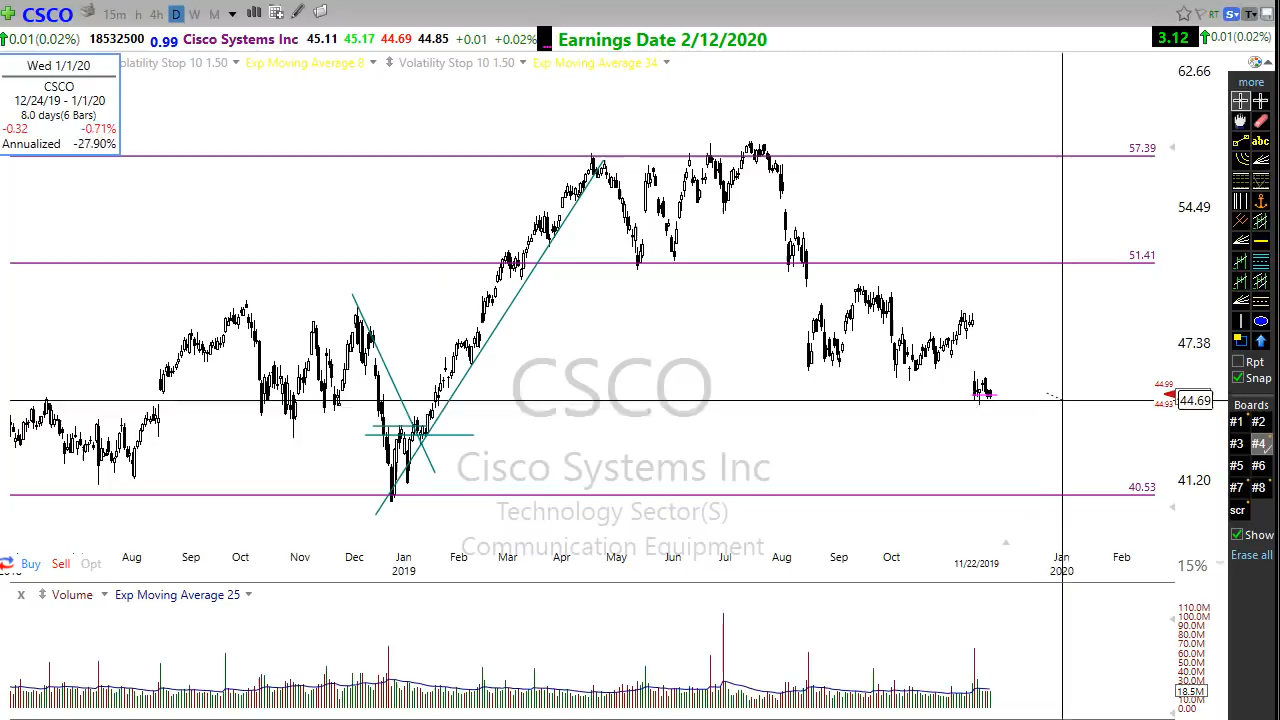 CSCO 15m h 4h D W M RT S T
0.01(0.02%) 18532500 0.99 Cisco Systems Inc 45.11 45.17 44.69 44.85 +0.01 +0.02% Earnings Date 2/12/2020 3.12 0.01(0.02%)
Wed 1/1/20
CSCO
12/24/19 - 1/1/20
8.0 days(6 Bars)
-0.32 -0.71%
Annualized -27.90%
olatility Stop 10 1.50 Exp Moving Average 8 Volatility Stop 10 1.50 Exp Moving Average 34
62.66
57.39
54.49
51.41
47.38
44.99
44.69
44.93
41.20
40.53
15%
CSCO
Cisco Systems Inc
Technology Sector(S)
Communication Equipment
Aug Sep Oct Nov Dec Jan Feb Mar Apr May Jun Jul Aug Sep Oct 11/22/2019 Jan Feb
2019 2020
Buy Sell Opt
X Volume Exp Moving Average 25
110.0M
100.0M
90.0M
80.0M
70.0M
60.0M
50.0M
40.0M
30.0M
18.5M
10.0M
0.00
more
abc
Rpt
Snap
Boards
#1 #2
#3 #4
#5 #6
#7 #8
scr
Show
Erase all